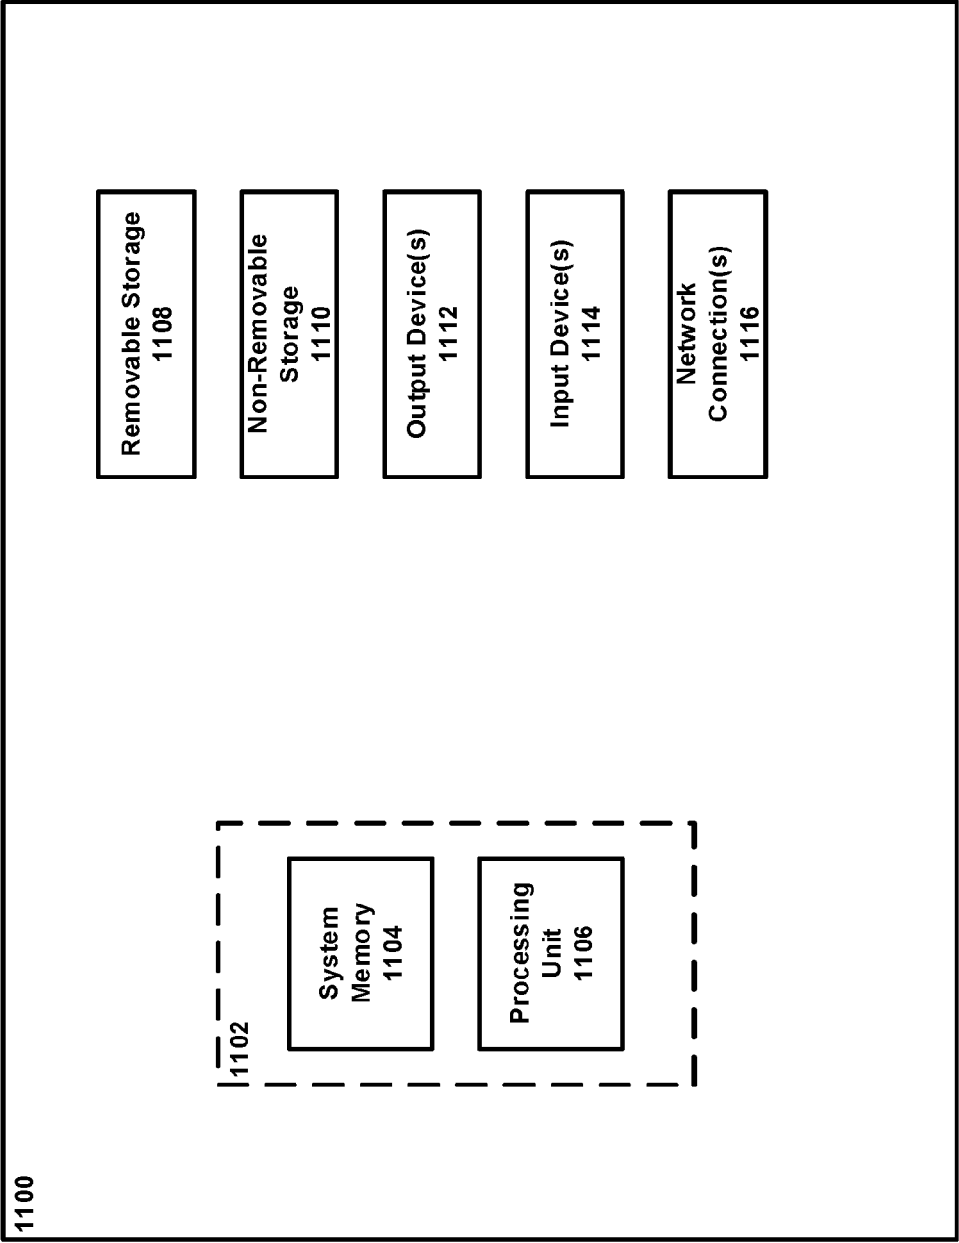 1100
1102
System
Memory
1104
Processing
Unit
1106
Removable Storage
1108
Non-Removable
Storage
1110
Output Device(s)
1112
Input Device(s)
1114
Network
Connection(s)
1116